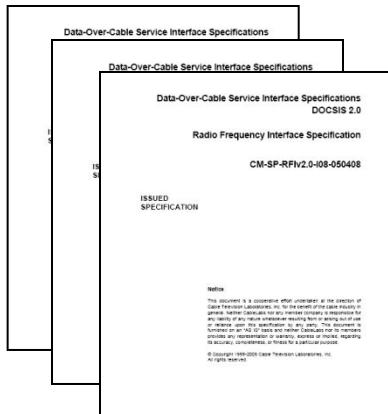 Data-Over-Cable Service Interface Specifications
Data-Over-Cable Service Interface Specifications
Data-Over-Cable Service Interface Specifications
DOCSIS 2.0
Radio Frequency Interface Specification
CM-SP-RFIv2.0-I08-050408
IS
S
IS
SI
ISSUED
SPECIFICATION
Notice
This document is a cooperative effort undertaken at the direction of
Cable Television Laboratories, Inc. for the benefit of the cable industry in
general. Neither CableLabs nor any member company is responsible for
any liability of any nature whatsoever resulting from or arising out of use
or reliance upon this specification by any party. This document is
furnished on an "AS IS" basis and neither CableLabs nor its members
provides any representation or warranty, express or implied, regarding
its accuracy, completeness, or fitness for a particular purpose.
© Copyright 1999-2005 Cable Television Laboratories, Inc.
All rights reserved.